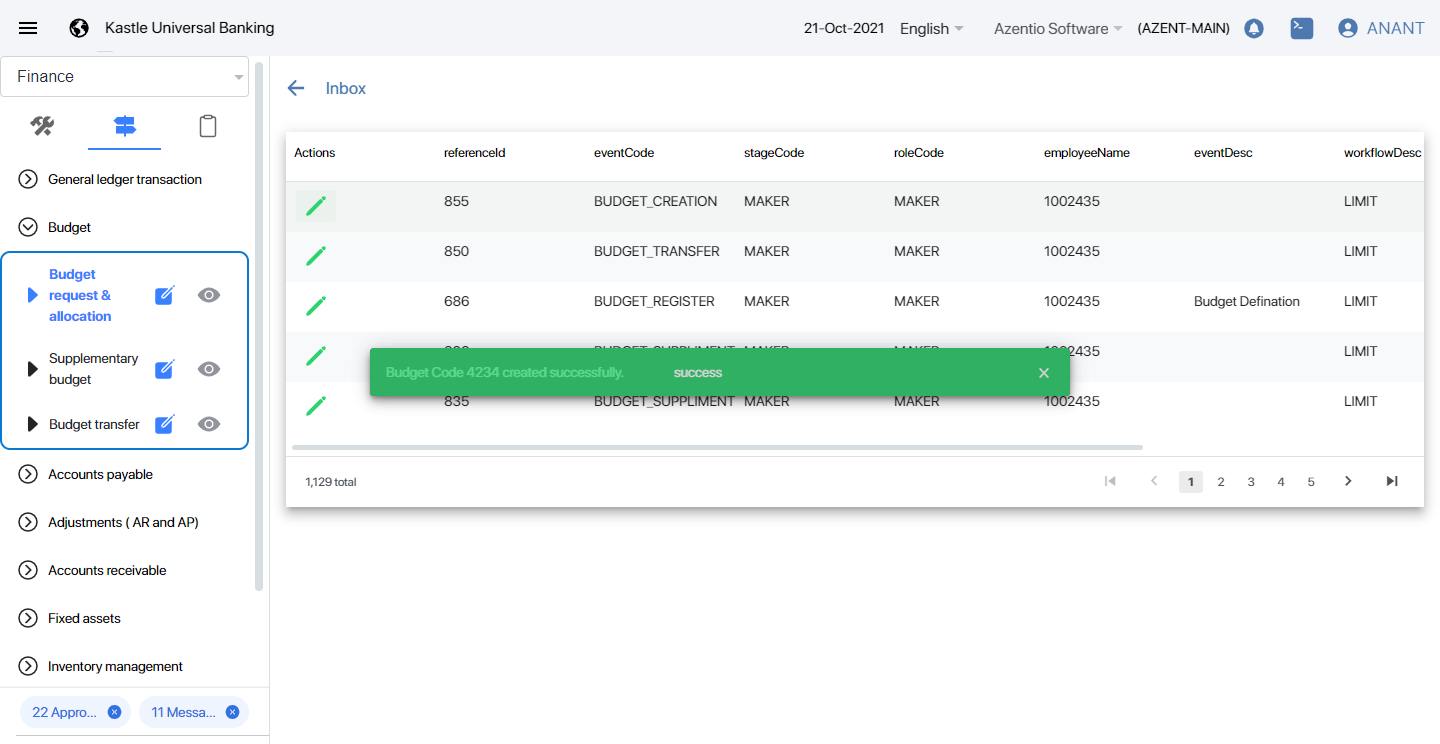 Kastle Universal Banking
21-Oct-2021 English Azentio Software (AZENT-MAIN) ANANT
Finance
General ledger transaction
Budget
Budget
request &
allocation
Supplementary
budget
Budget transfer
Accounts payable
Adjustments ( AR and AP)
Accounts receivable
Fixed assets
Inventory management
22 Appro... 11 Messa...
Inbox
Actions referenceId eventCode stageCode roleCode employeeName eventDesc workflowDesc
855 BUDGET_CREATION MAKER MAKER 1002435 LIMIT
850 BUDGET_TRANSFER MAKER MAKER 1002435 LIMIT
686 BUDGET_REGISTER MAKER MAKER 1002435 Budget Defination LIMIT
BUDGET_SUPPLIMENT MAKER MAKER 1002435 LIMIT
Budget Code 4234 created successfully. success
835 BUDGET_SUPPLIMENT MAKER MAKER 1002435 LIMIT
1,129 total 1 2 3 4 5